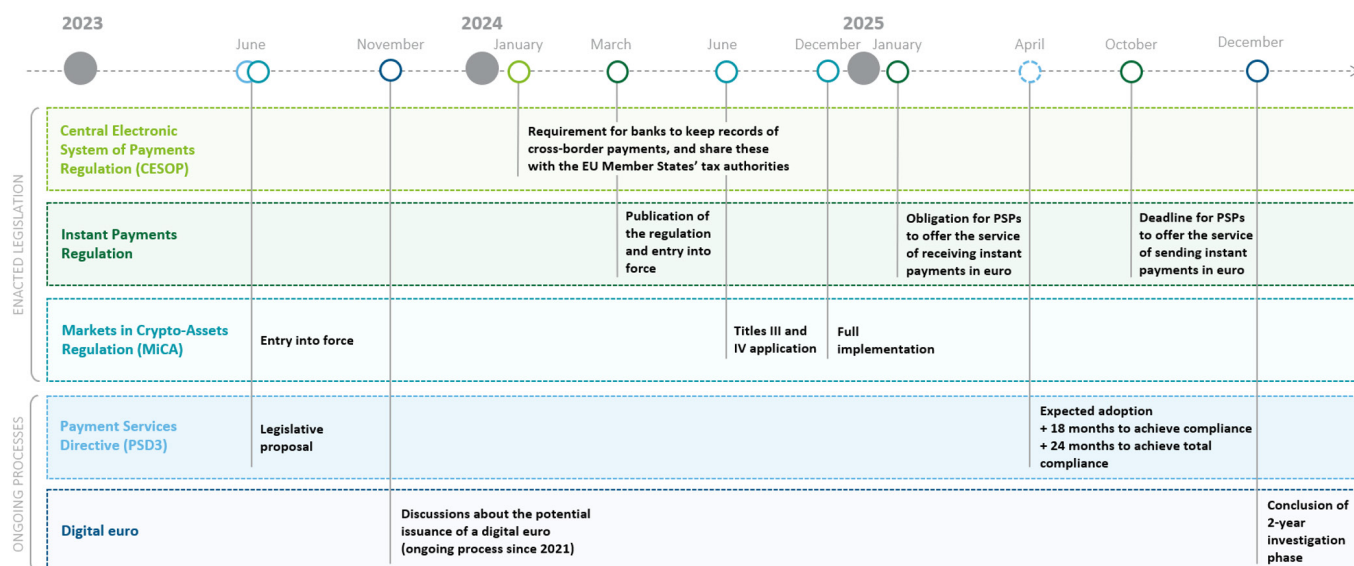 2023
2024
2025
June
November
January
March
June
December
January
April
October
December
ENACTED LEGISLATION
Central Electronic
System of Payments
Regulation (CESOP)
Requirement for banks to keep records of
cross-border payments, and share these
with the EU Member States' tax authorities
Instant Payments
Regulation
Publication of
the regulation
and entry into
force
Obligation for PSPs
to offer the service
of receiving instant
payments in euro
Deadline for PSPs
to offer the service
of sending instant
payments in euro
Markets in Crypto-Assets
Regulation (MiCA)
Entry into force
Titles III and
IV application
Full
implementation
ONGOING PROCESSES
Payment Services
Directive (PSD3)
Legislative
proposal
Expected adoption
+ 18 months to achieve compliance
+ 24 months to achieve total
compliance
Digital euro
Discussions about the potential
issuance of a digital euro
(ongoing process since 2021)
Conclusion of
2-year
investigation
phase